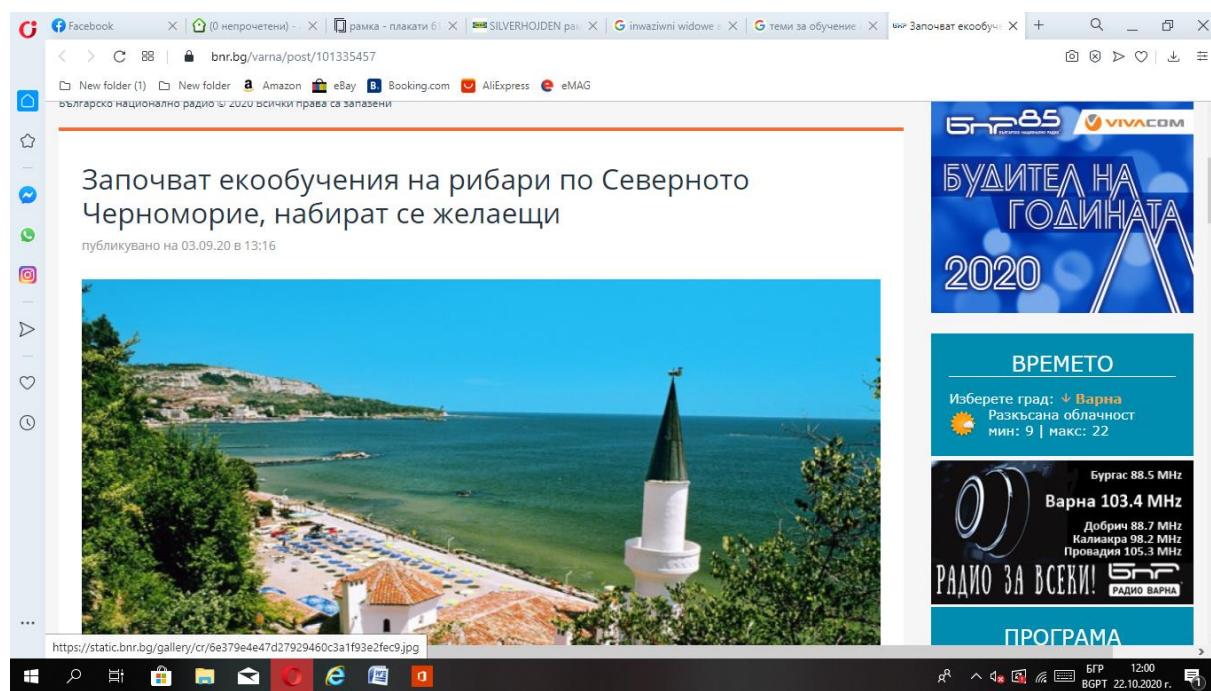 Facebook
(0 непрочетени) -
рамка - плакати 61
SILVERHOJDEN рам
inwaziwni widowe
теми за обучение
Започват екообуче
bnr.bg/varna/post/101335457
New folder (1)
New folder
Amazon
eBay
Booking.com
AliExpress
eMAG
Българско национално радио © 2020 Всички права са запазени
Започват екообучения на рибари по Северното
Черноморие, набират се желаещи
публикувано на 03.09.20 в 13:16
БНР 85
VIVACOM
БУДИТЕЛ НА
ГОДИНАТА
2020
ВРЕМЕТО
Изберете град: Варна
Разкъсана облачност
мин: 9 | макс: 22
Бургас 88.5 MHz
Варна 103.4 MHz
Добрич 88.7 MHz
Калиакра 98.2 MHz
Провадия 105.3 MHz
РАДИО ЗА ВСЕКИ!
БНР
РАДИО ВАРНА
ПРОГРАМА
https://static.bnr.bg/gallery/cr/6e379e4e47d27929460c3a1f93e2fec9.jpg
БГР
BGPT
12:00
22.10.2020 г.